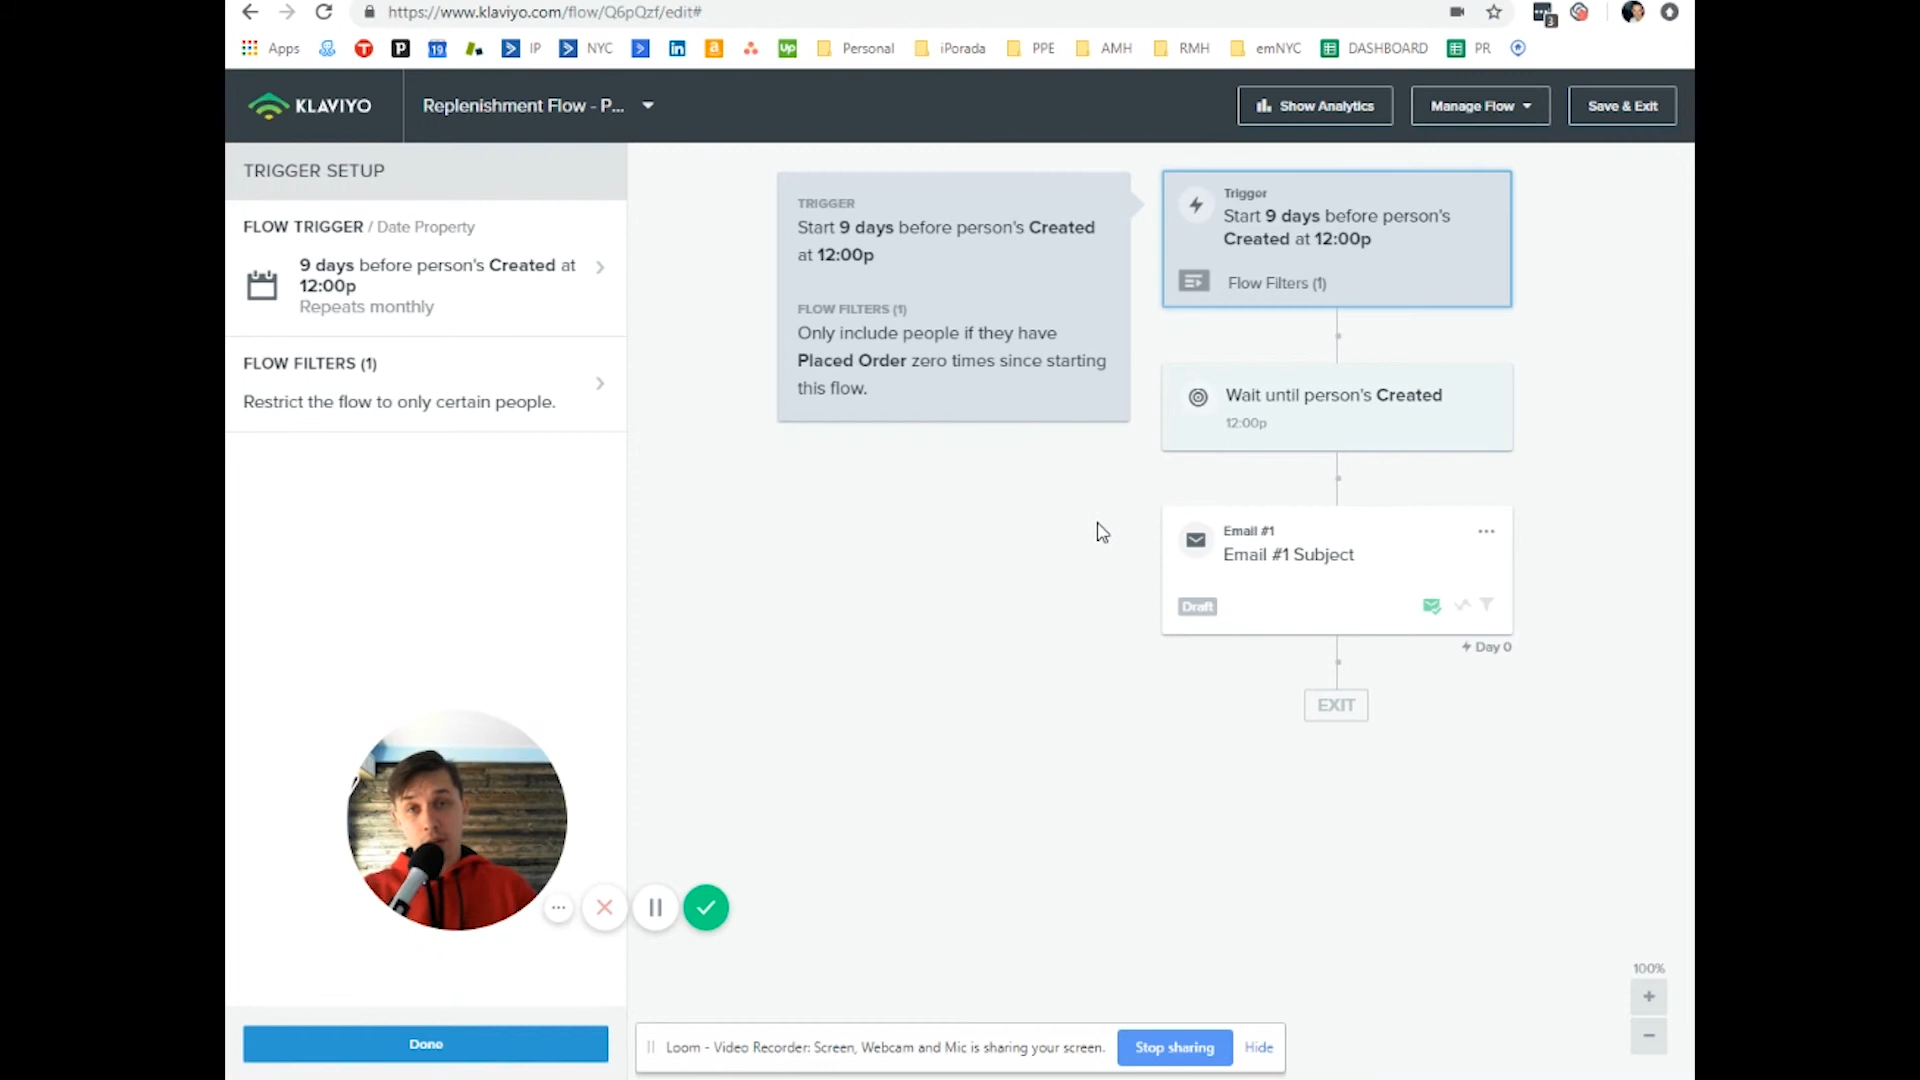 https://www.klaviyo.com/flow/Q6pQzf/edit#
3
Apps
19
IP
NYC
in
a
Up
Personal
iPorada
PPE
AMH
RMH
emNYC
DASHBOARD
PR
KLAVIYO
Replenishment Flow - P...
Show Analytics
Manage Flow
Save & Exit
TRIGGER SETUP
FLOW TRIGGER / Date Property
9 days before person's Created at
12:00p
Repeats monthly
FLOW FILTERS (1)
Restrict the flow to only certain people.
TRIGGER
Start 9 days before person's Created
at 12:00p
FLOW FILTERS (1)
Only include people if they have
Placed Order zero times since starting
this flow.
Trigger
Start 9 days before person's
Created at 12:00p
Flow Filters (1)
Wait until person's Created
12:00p
Email #1
Email #1 Subject
Draft
Day 0
EXIT
100%
+
−
Done
Loom - Video Recorder: Screen, Webcam and Mic is sharing your screen.
Stop sharing
Hide